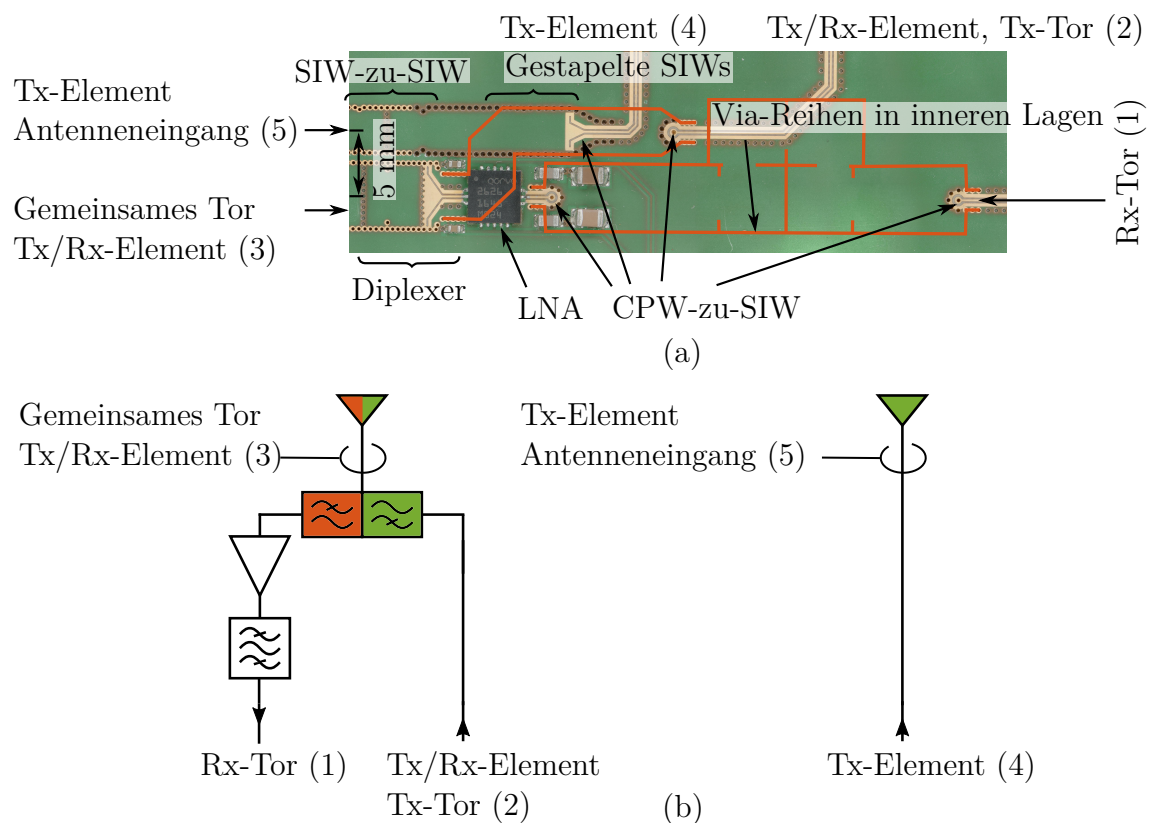 Tx-Element (4)
Tx/Rx-Element, Tx-Tor (2)
SIW-zu-SIW
Gestapelte SIWs
Tx-Element
Antenneneingang (5)
Via-Reihen in inneren Lagen
5 mm
Rx-Tor (1)
Gemeinsames Tor
Tx/Rx-Element (3)
Diplexer
LNA
CPW-zu-SIW
(a)
Gemeinsames Tor
Tx/Rx-Element (3)
Tx-Element
Antenneneingang (5)
Rx-Tor (1)
Tx/Rx-Element
Tx-Tor (2)
Tx-Element (4)
(b)